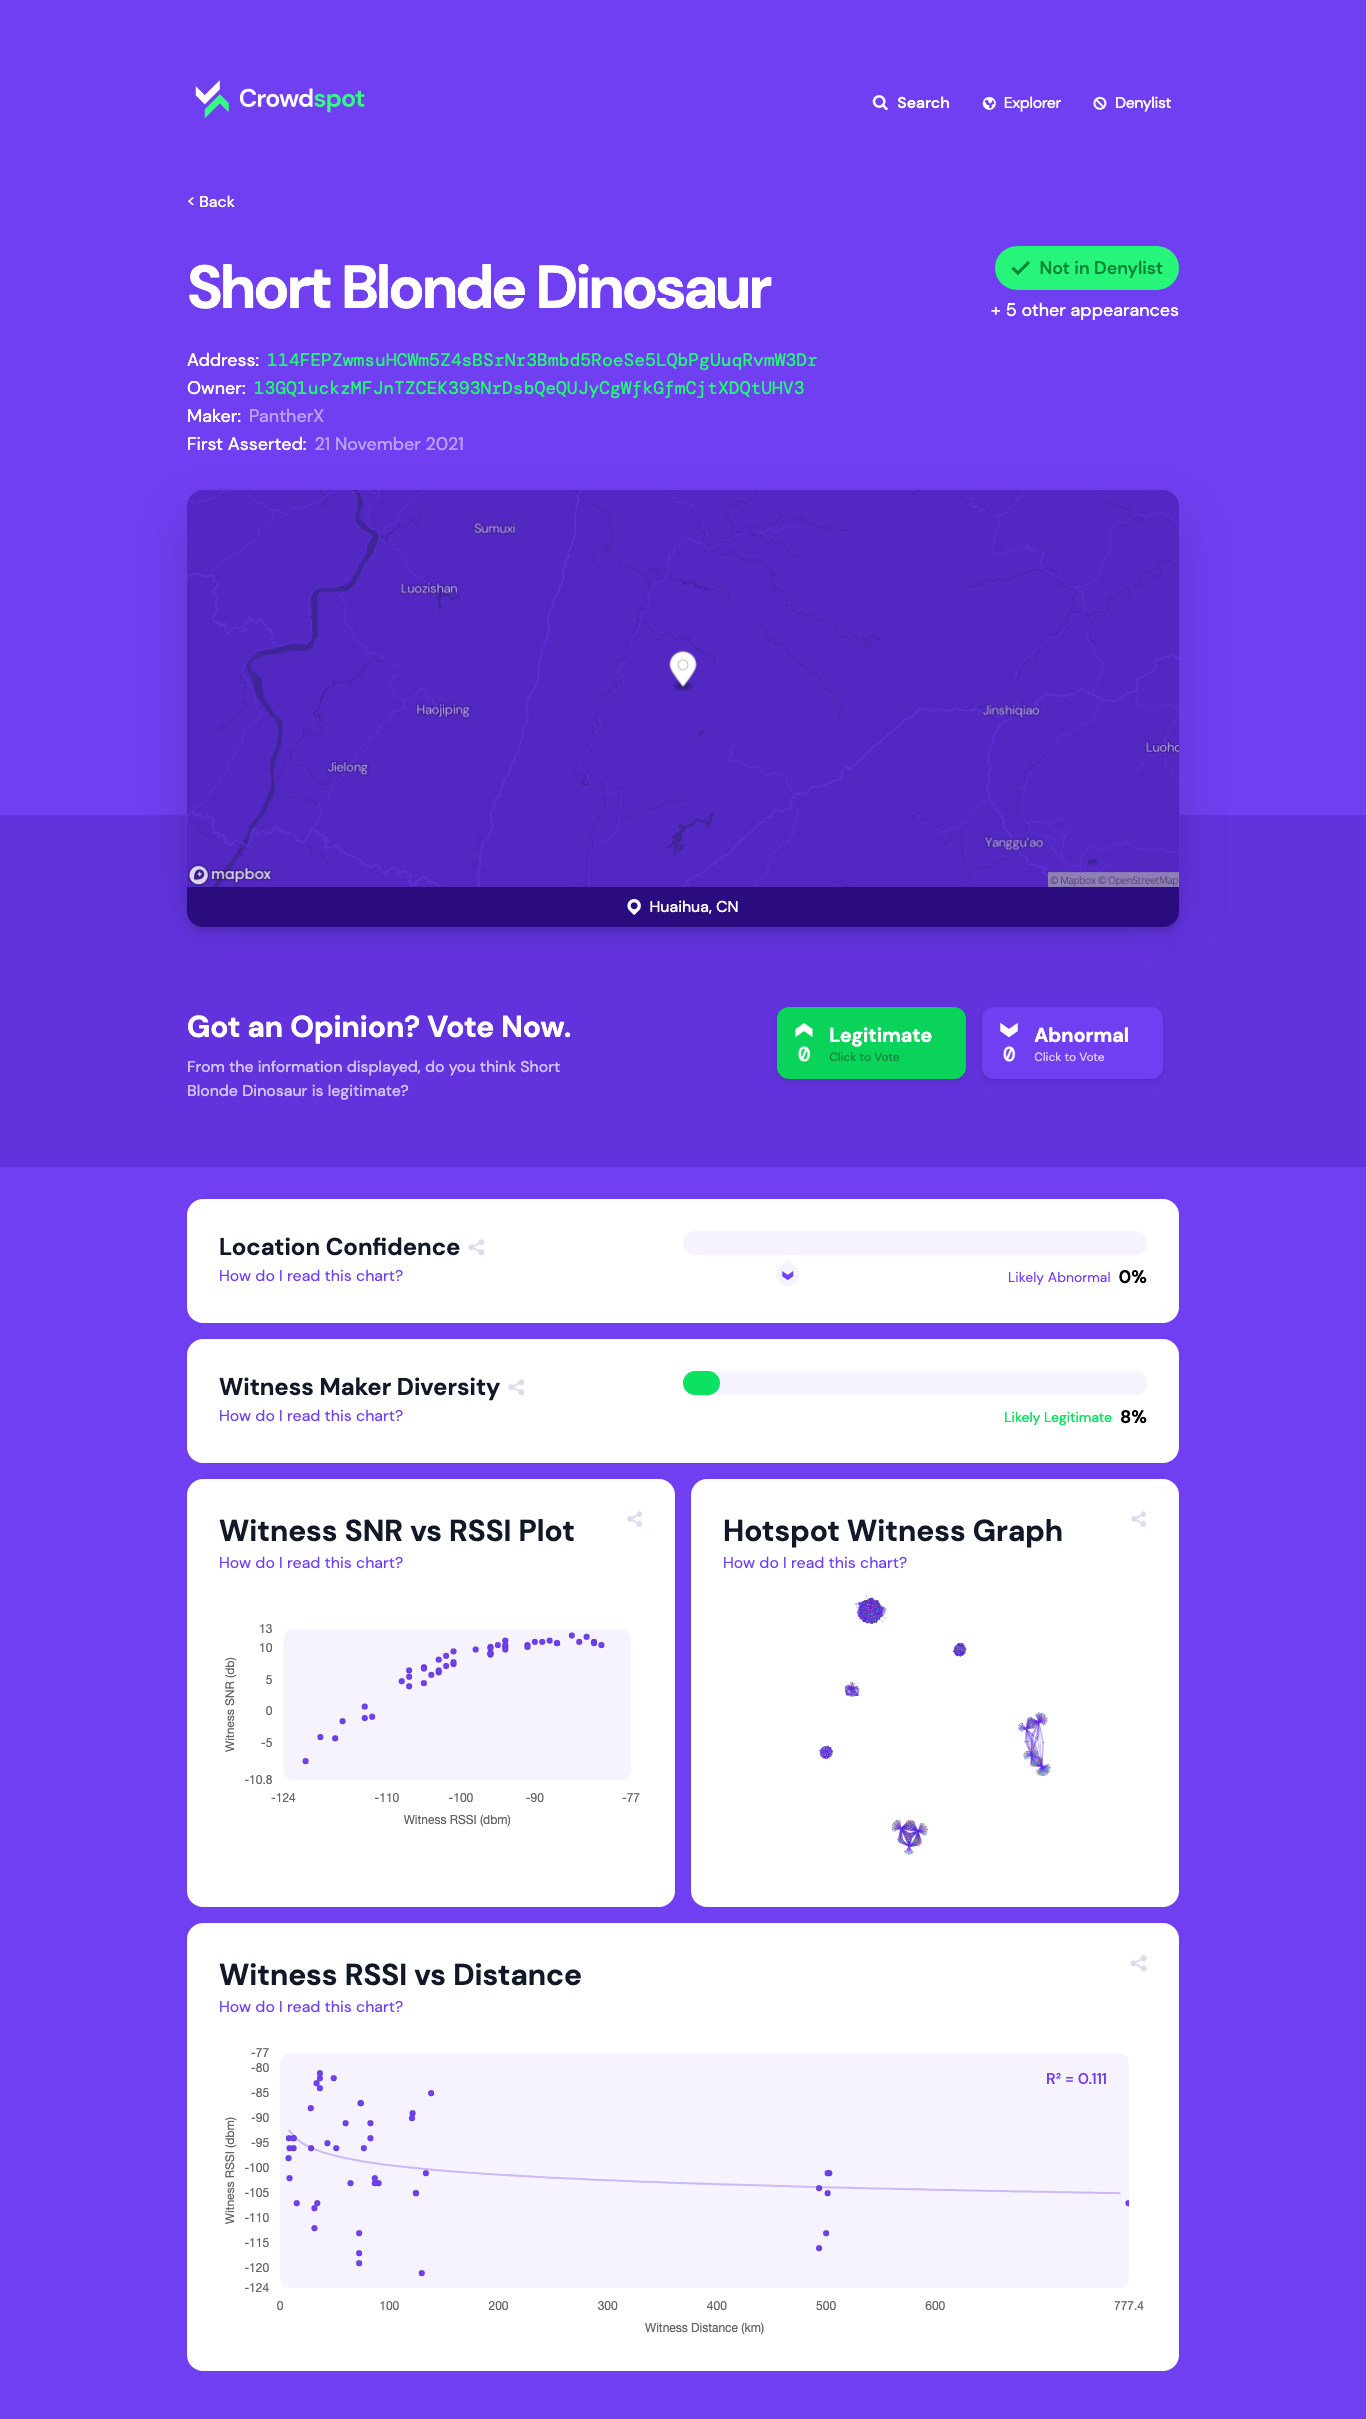 Crowdspot
Search Explorer Denylist
< Back
Short Blonde Dinosaur
Not in Denylist
+ 5 other appearances
Address: 114FEPZwmsuHCWm5Z4sBSrNr3Bmbd5RoeSe5LQbPgUuqRvmW3Dr
Owner: 13GQ1uckzMFJnTZCEK393NrDsbQeQUJyCgWfkGfmCjtXDQtUHV3
Maker: PantherX
First Asserted: 21 November 2021
Sumuxi
Luozishan
Haojiping
Jinshiqiao
Luoho
Jielong
Yanggu'ao
mapbox
© Mapbox © OpenStreetMap
Huaihua, CN
Got an Opinion? Vote Now.
From the information displayed, do you think Short
Blonde Dinosaur is legitimate?
Legitimate
0 Click to Vote
Abnormal
0 Click to Vote
Location Confidence
How do I read this chart?
Likely Abnormal 0%
Witness Maker Diversity
How do I read this chart?
Likely Legitimate 8%
Witness SNR vs RSSI Plot
How do I read this chart?
13
10
5
0
-5
-10.8
Witness SNR (db)
-124 -110 -100 -90 -77
Witness RSSI (dbm)
Hotspot Witness Graph
How do I read this chart?
Witness RSSI vs Distance
How do I read this chart?
-77
-80
-85
-90
-95
-100
-105
-110
-115
-120
-124
Witness RSSI (dbm)
R² = 0.111
0 100 200 300 400 500 600 777.4
Witness Distance (km)